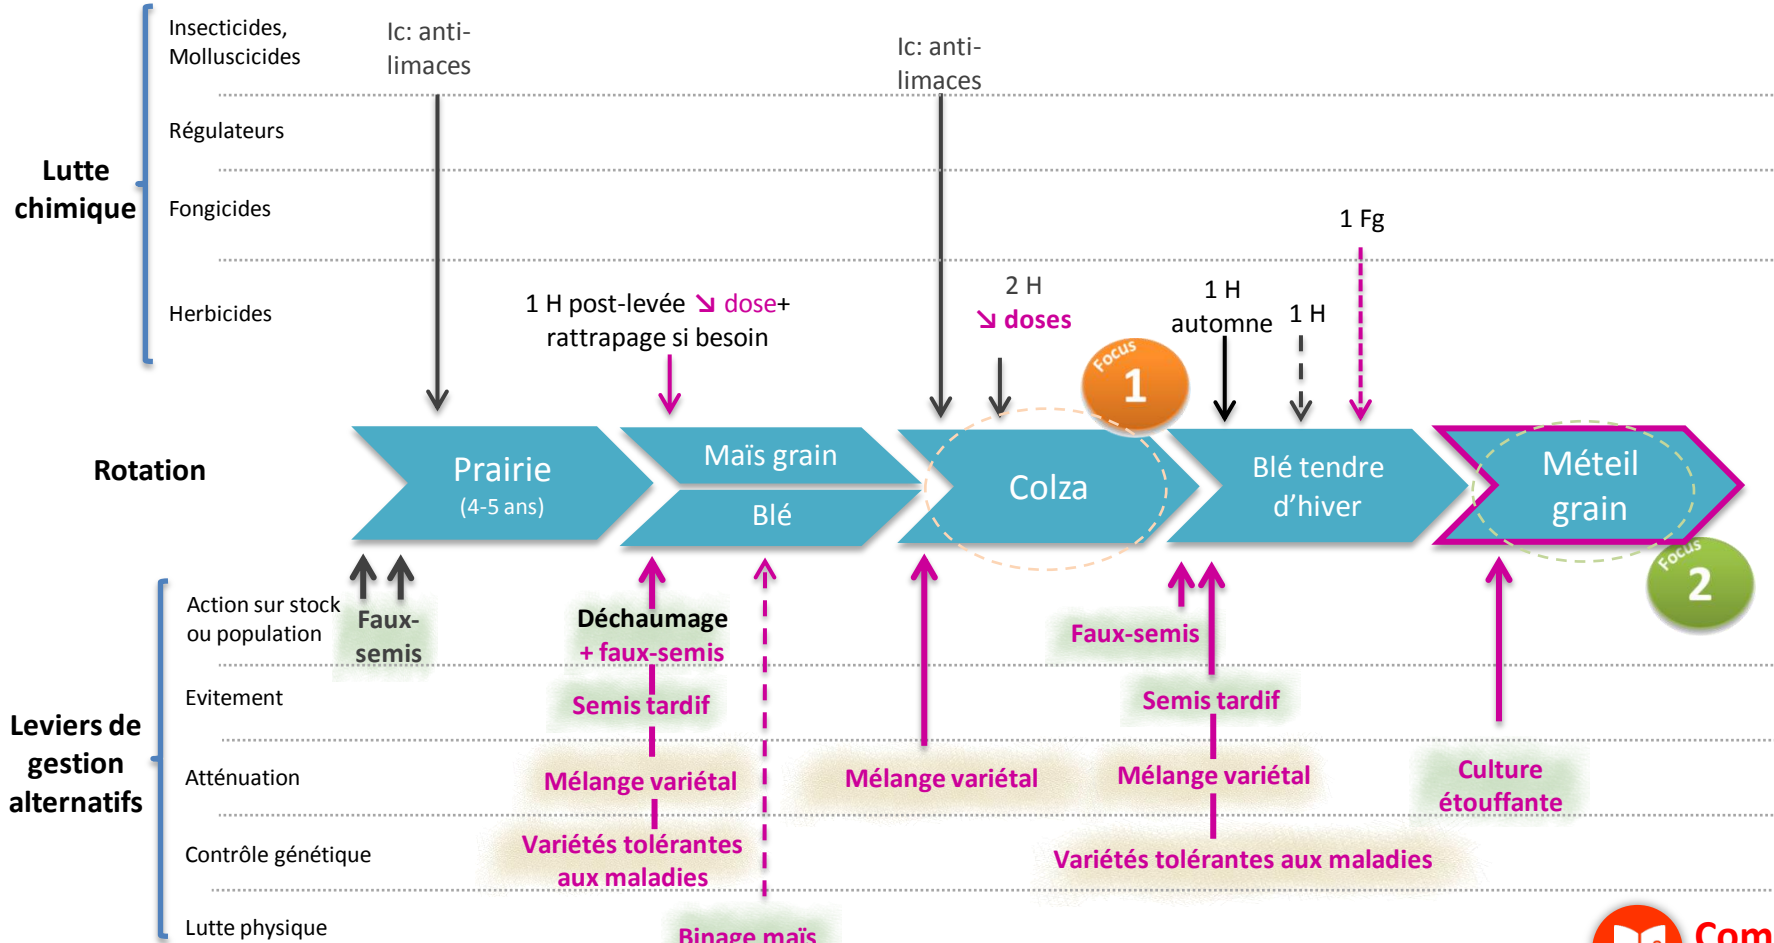 Insecticides,
Molluscicides
Ic: anti-
limaces
Ic: anti-
limaces
Régulateurs
Lutte
chimique
Fongicides
1 Fg
Herbicides
1 H post-levée ↘ dose+
rattrapage si besoin
2 H
↘ doses
1 H
automne
1 H
Focus
1
Rotation
Prairie
(4-5 ans)
Maïs grain
Blé
Colza
Blé tendre
d’hiver
Méteil
grain
Focus
2
Leviers de
gestion
alternatifs
Action sur stock
ou population
Faux-
semis
Déchaumage
+ faux-semis
Faux-semis
Evitement
Semis tardif
Semis tardif
Atténuation
Mélange variétal
Mélange variétal
Mélange variétal
Culture
étouffante
Contrôle génétique
Variétés tolérantes
aux maladies
Variétés tolérantes aux maladies
Lutte physique
Binage maïs
Com